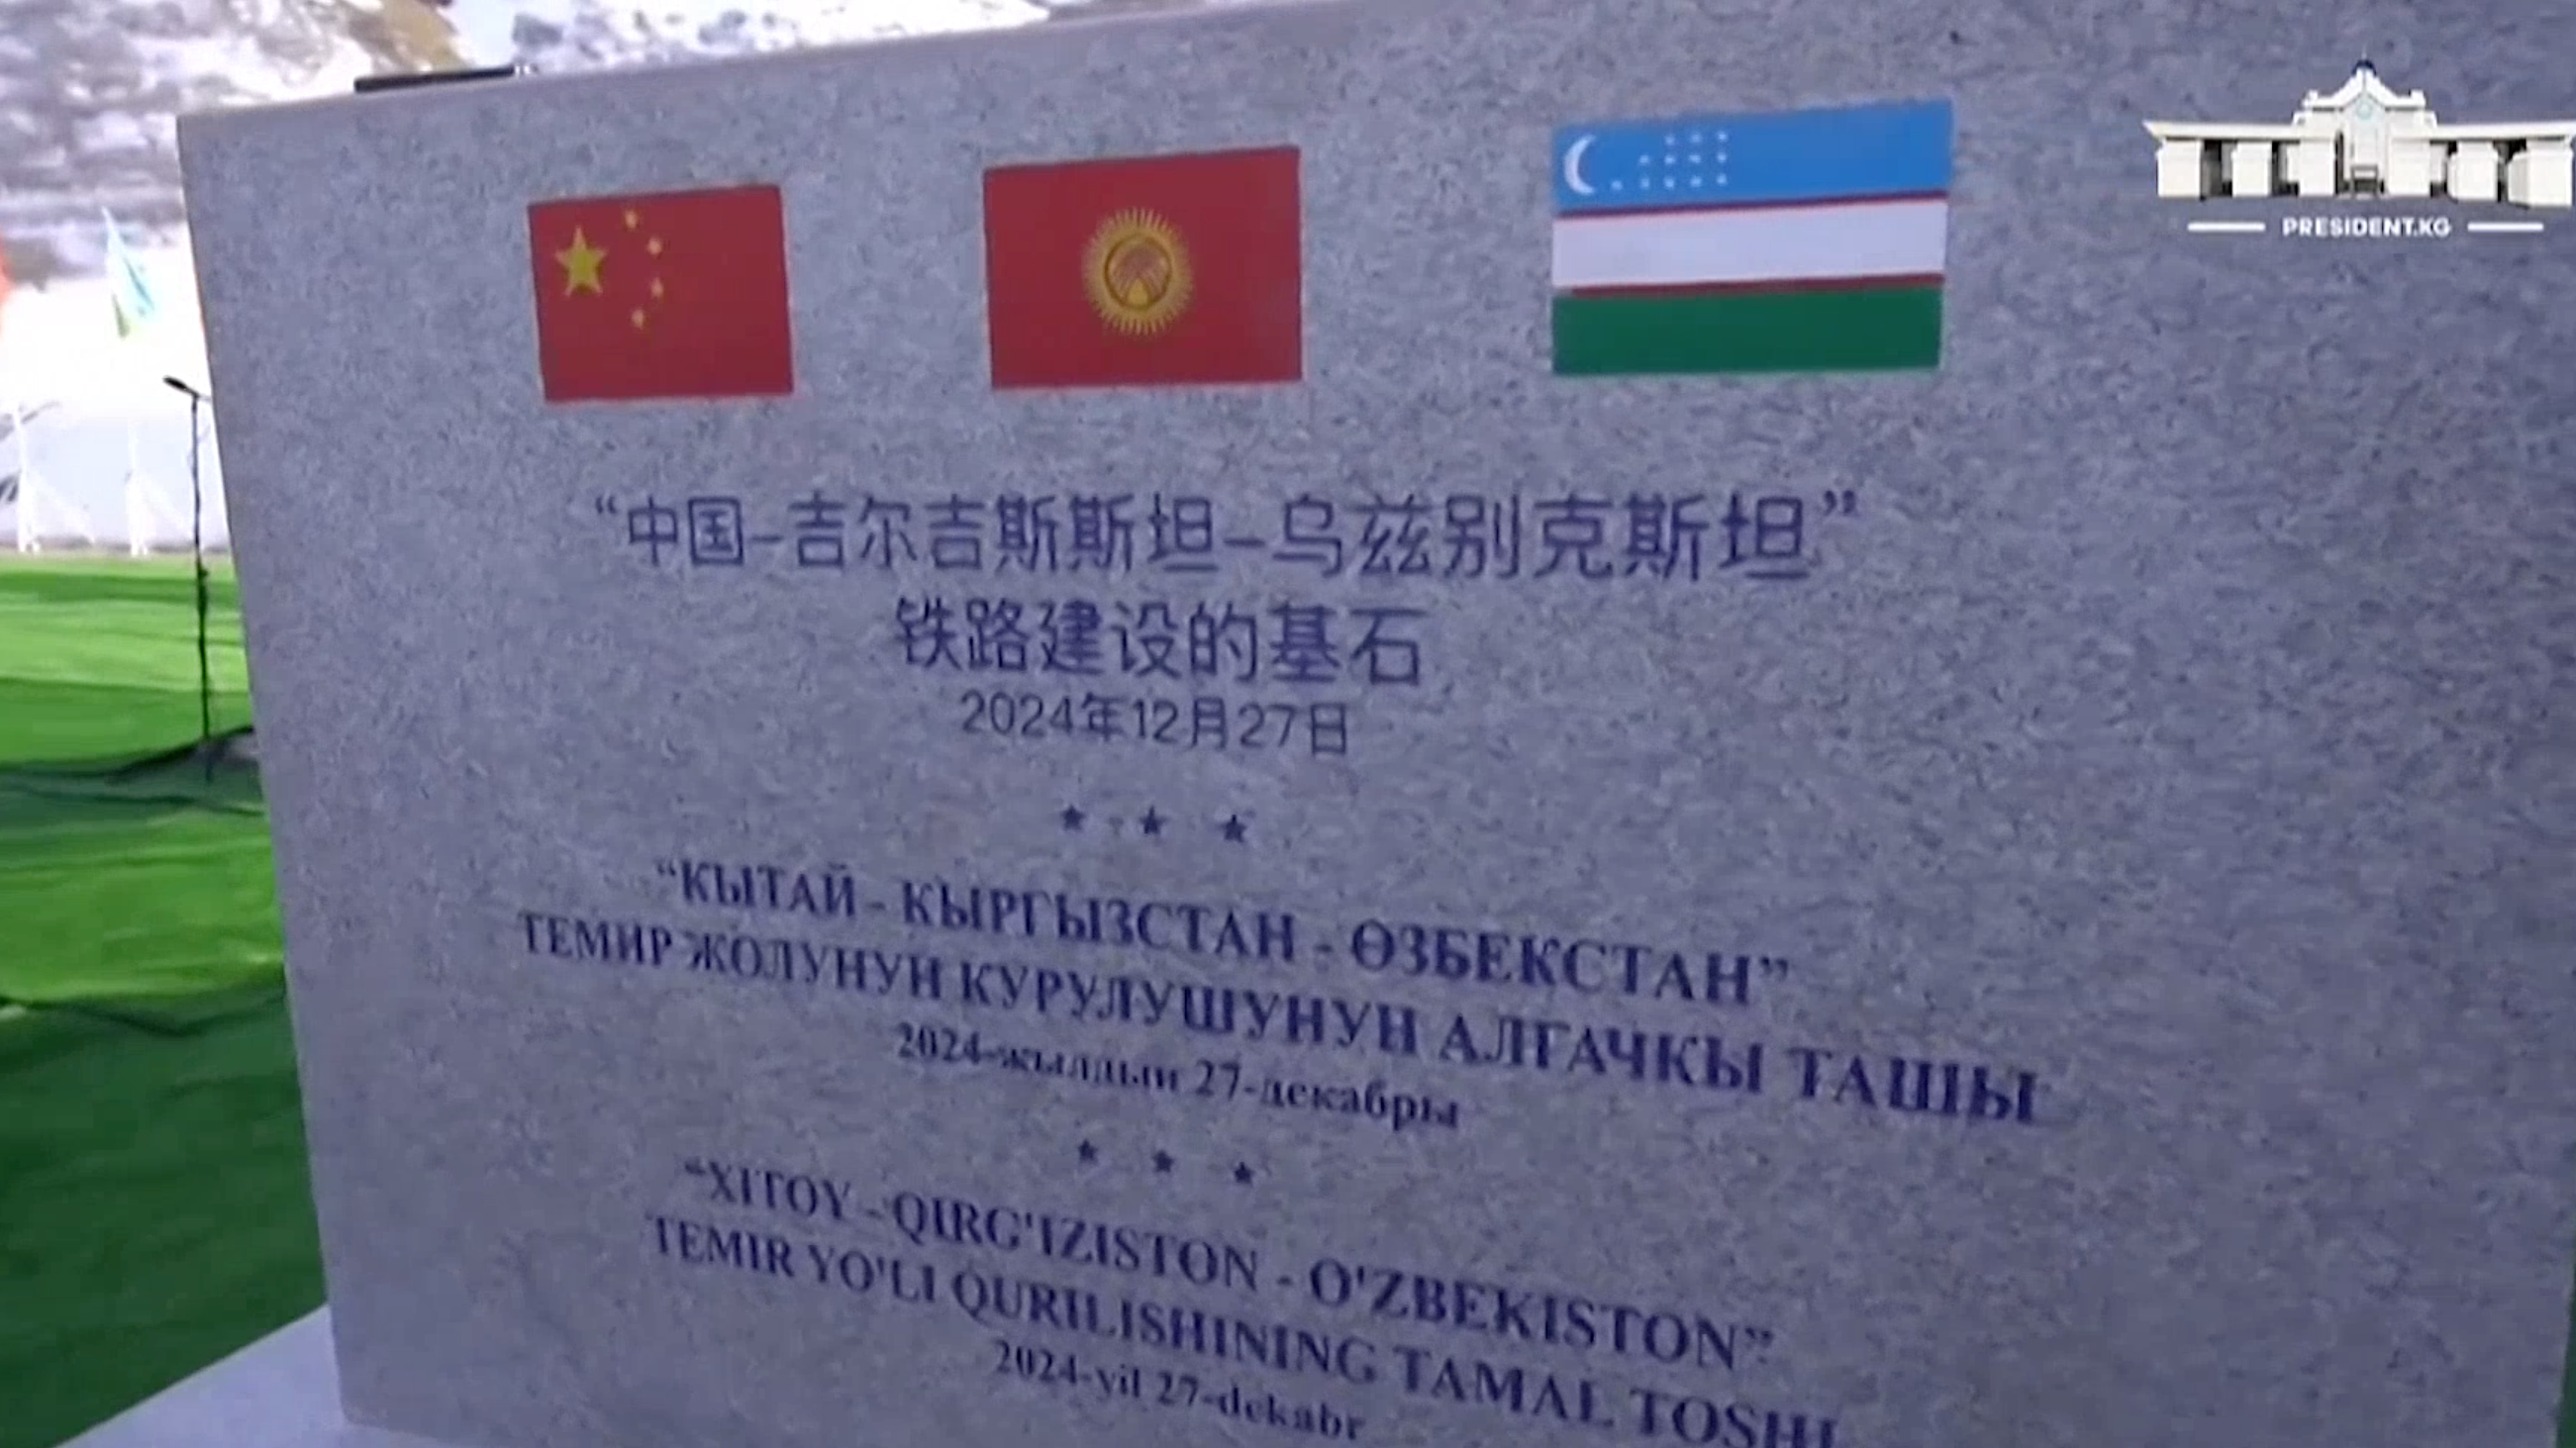 PRESIDENT.KG
“中国-吉尔吉斯斯坦-乌兹别克斯坦”
铁路建设的基石
2024年12月27日
★ ★ ★
“КЫТАЙ - КЫРГЫЗСТАН - ӨЗБЕКСТАН”
ТЕМИР ЖОЛУНУН КУРУЛУШУНУН АЛГАЧКЫ ТАШЫ
2024-жылдын 27-декабры
★ ★ ★
“XITOY - QIRG'IZISTON - O'ZBEKISTON”
TEMIR YO'LI QURILISHINING TAMAL TOSHI
2024-yil 27-dekabr